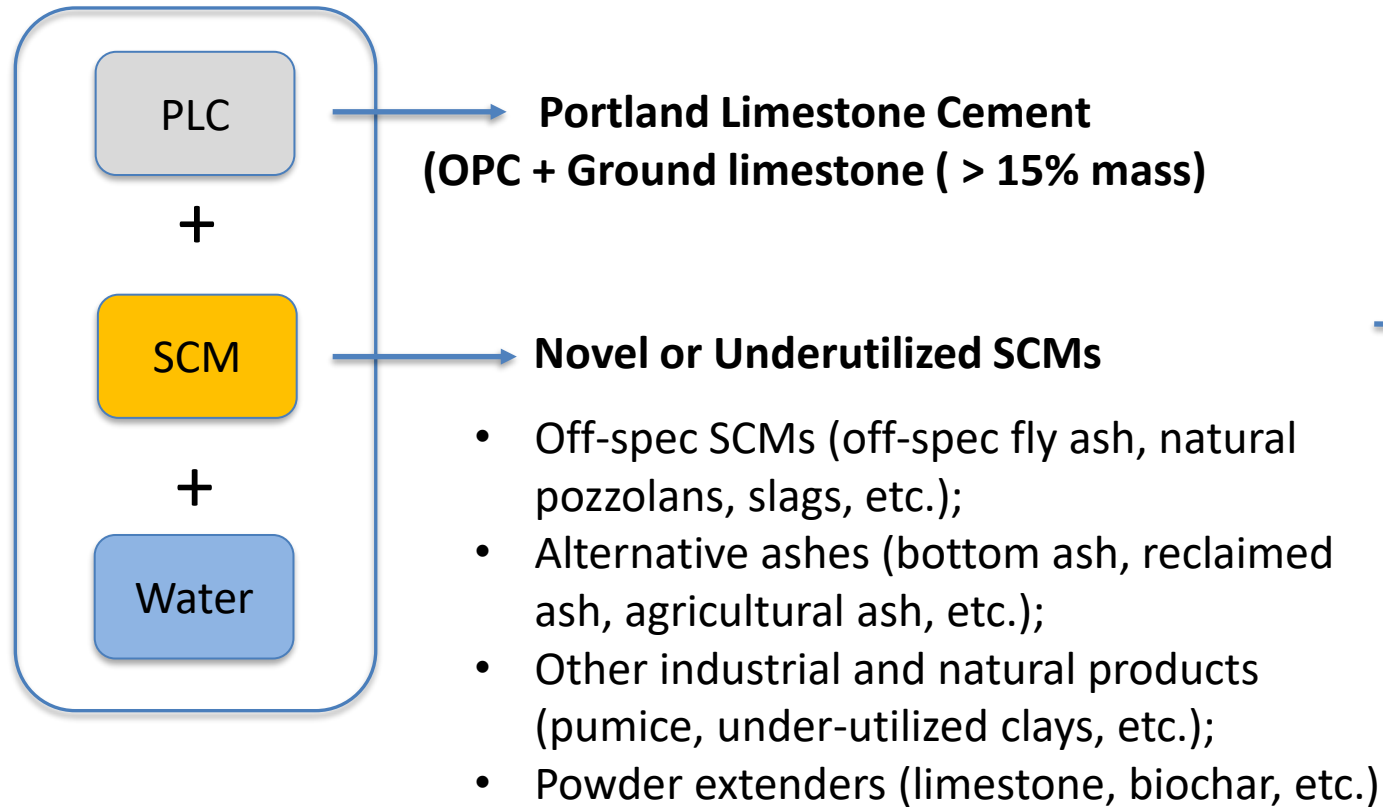 PLC
Portland Limestone Cement
(OPC + Ground limestone ( > 15% mass)
+
SCM
Novel or Underutilized SCMs
• Off-spec SCMs (off-spec fly ash, natural
pozzolans, slags, etc.);
+
• Alternative ashes (bottom ash, reclaimed
ash, agricultural ash, etc.);
Water
• Other industrial and natural products
(pumice, under-utilized clays, etc.);
• Powder extenders (limestone, biochar, etc.)